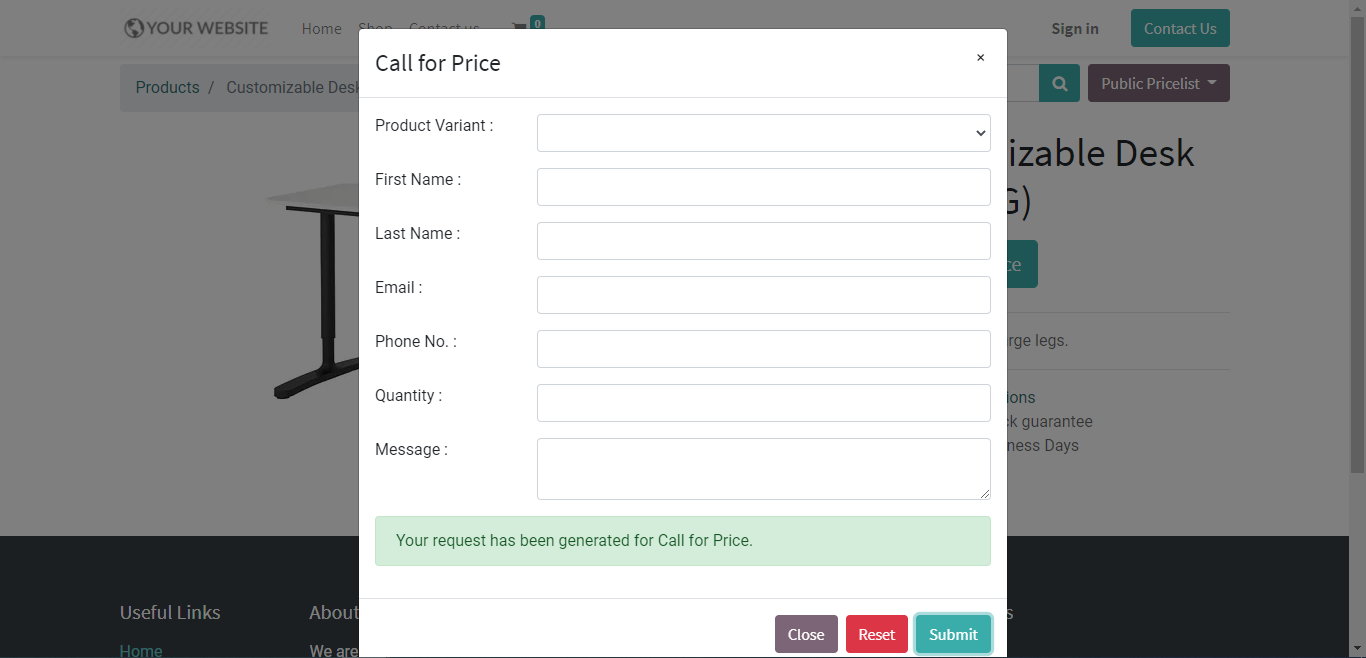 YOUR WEBSITE
Home Shop Contact us 0 Sign in Contact Us
Call for Price ×
Products / Customizable Desk Public Pricelist
Product Variant :
izable Desk
First Name :
G)
Last Name :
ce
Email :
Phone No. : rge legs.
Quantity : ions
ck guarantee
Message : ness Days
Your request has been generated for Call for Price.
Useful Links About s
Close Reset Submit
Home We are